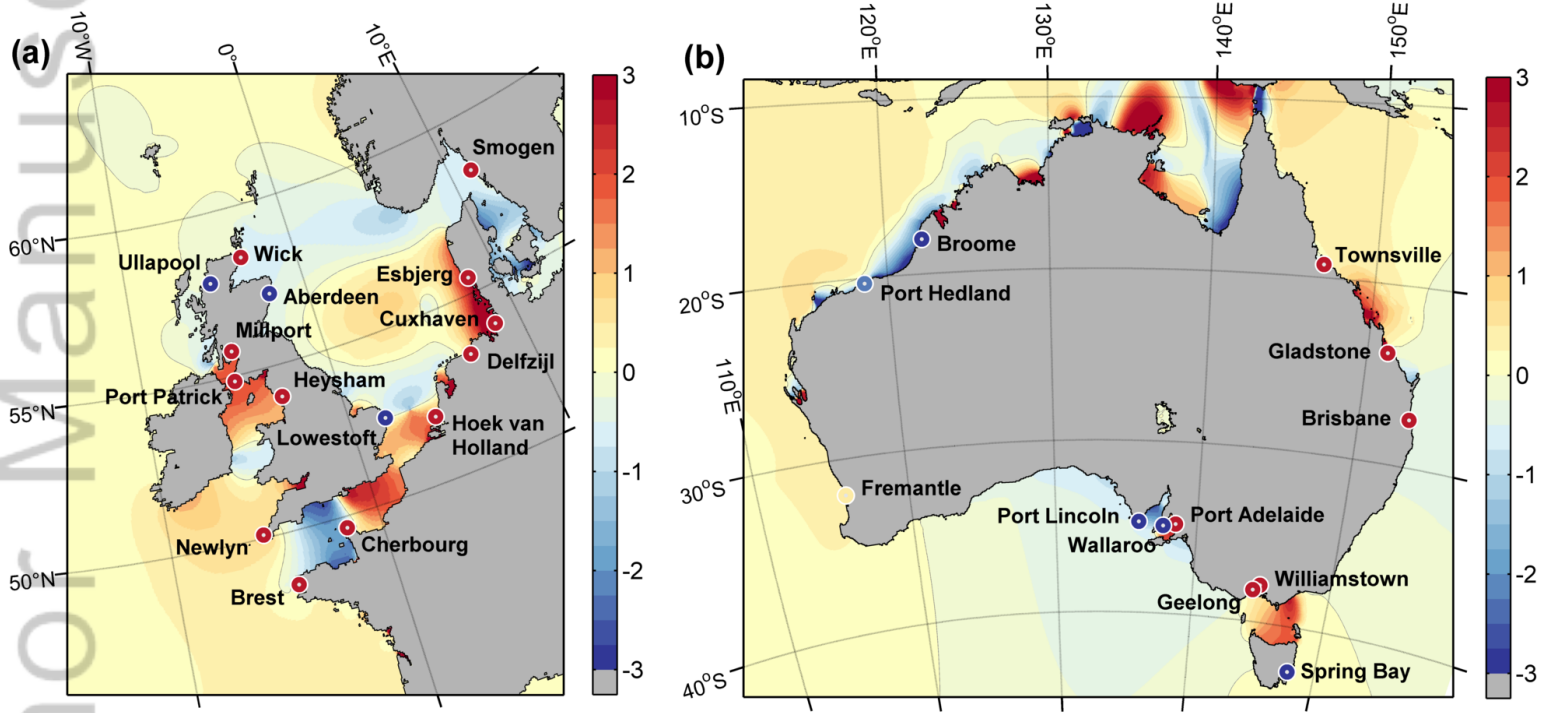 (a)
10°W
0°
10°E
3
Smogen
2
60°N
Wick
Ullapool
Esbjerg
1
Aberdeen
Cuxhaven
Millport
Delfzijl
0
Heysham
Port Patrick
55°N
Hoek van
Holland
Lowestoft
-1
Newlyn
Cherbourg
-2
50°N
Brest
-3
(b)
120°E
130°E
140°E
150°E
3
10°S
2
Broome
Townsville
1
Port Hedland
20°S
Gladstone
0
110°E
Brisbane
-1
30°S
Fremantle
Port Lincoln
Port Adelaide
Wallaroo
-2
Williamstown
Geelong
40°S
Spring Bay
-3